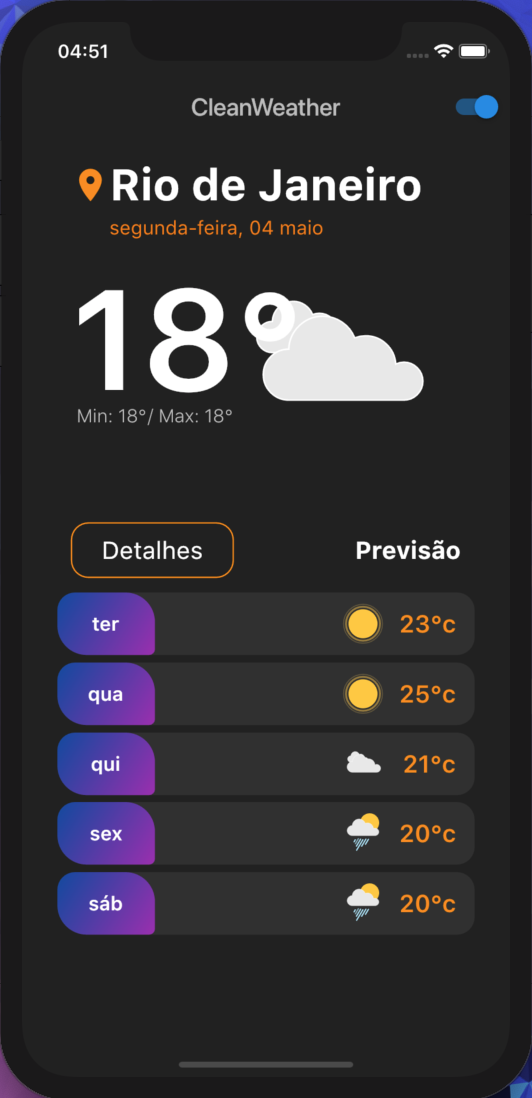 04:51
CleanWeather
Rio de Janeiro
segunda-feira, 04 maio
18°
Min: 18°/ Max: 18°
Detalhes Previsão
ter 23°c
qua 25°c
qui 21°c
sex 20°c
sáb 20°c